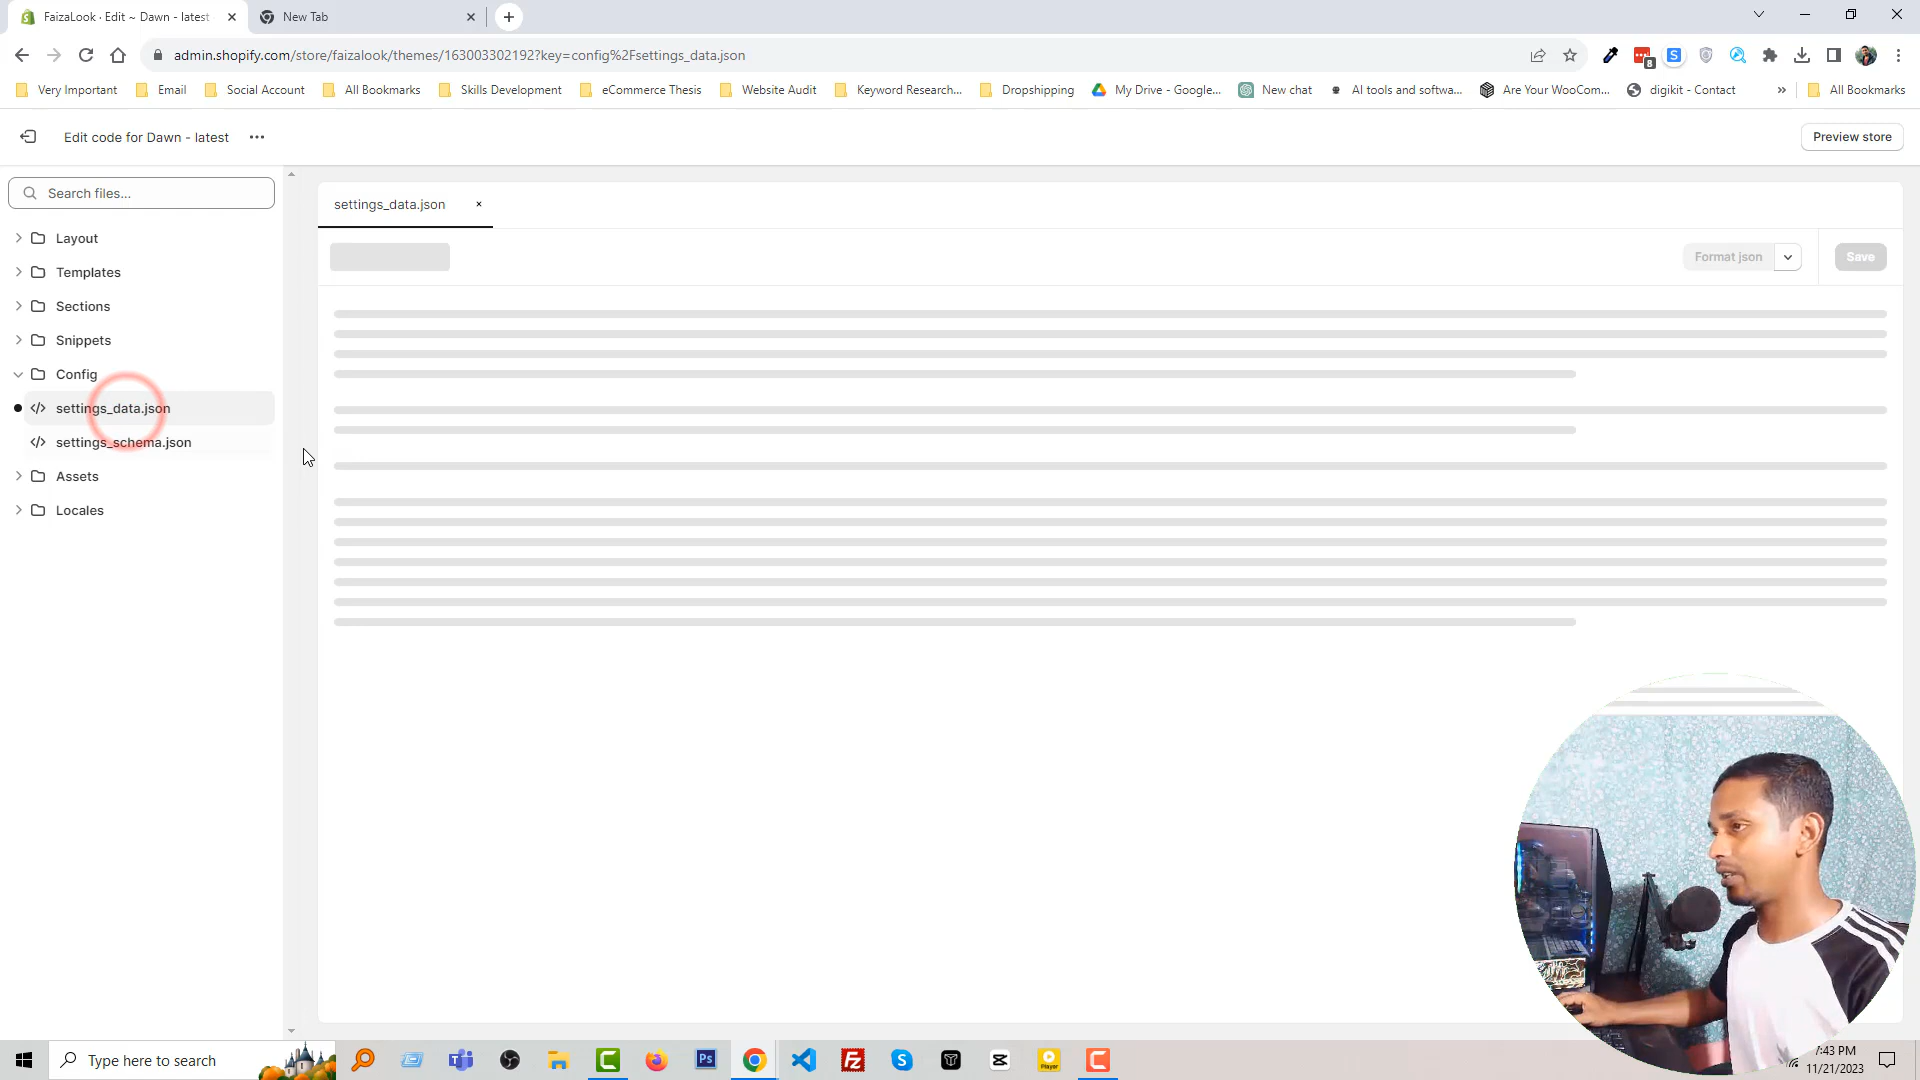 FaizaLook · Edit ~ Dawn - latest
New Tab
admin.shopify.com/store/faizalook/themes/163003302192?key=config%2Fsettings_data.json
8
S
Very Important
Email
Social Account
All Bookmarks
Skills Development
eCommerce Thesis
Website Audit
Keyword Research...
Dropshipping
My Drive - Google...
New chat
AI tools and softwa...
Are Your WooCom...
digikit - Contact
»
All Bookmarks
Edit code for Dawn - latest
Preview store
Search files...
settings_data.json
Layout
Templates
Format json
Save
Sections
Snippets
Config
settings_data.json
settings_schema.json
Assets
Locales
Type here to search
Ps
Player
7:43 PM
11/21/2023